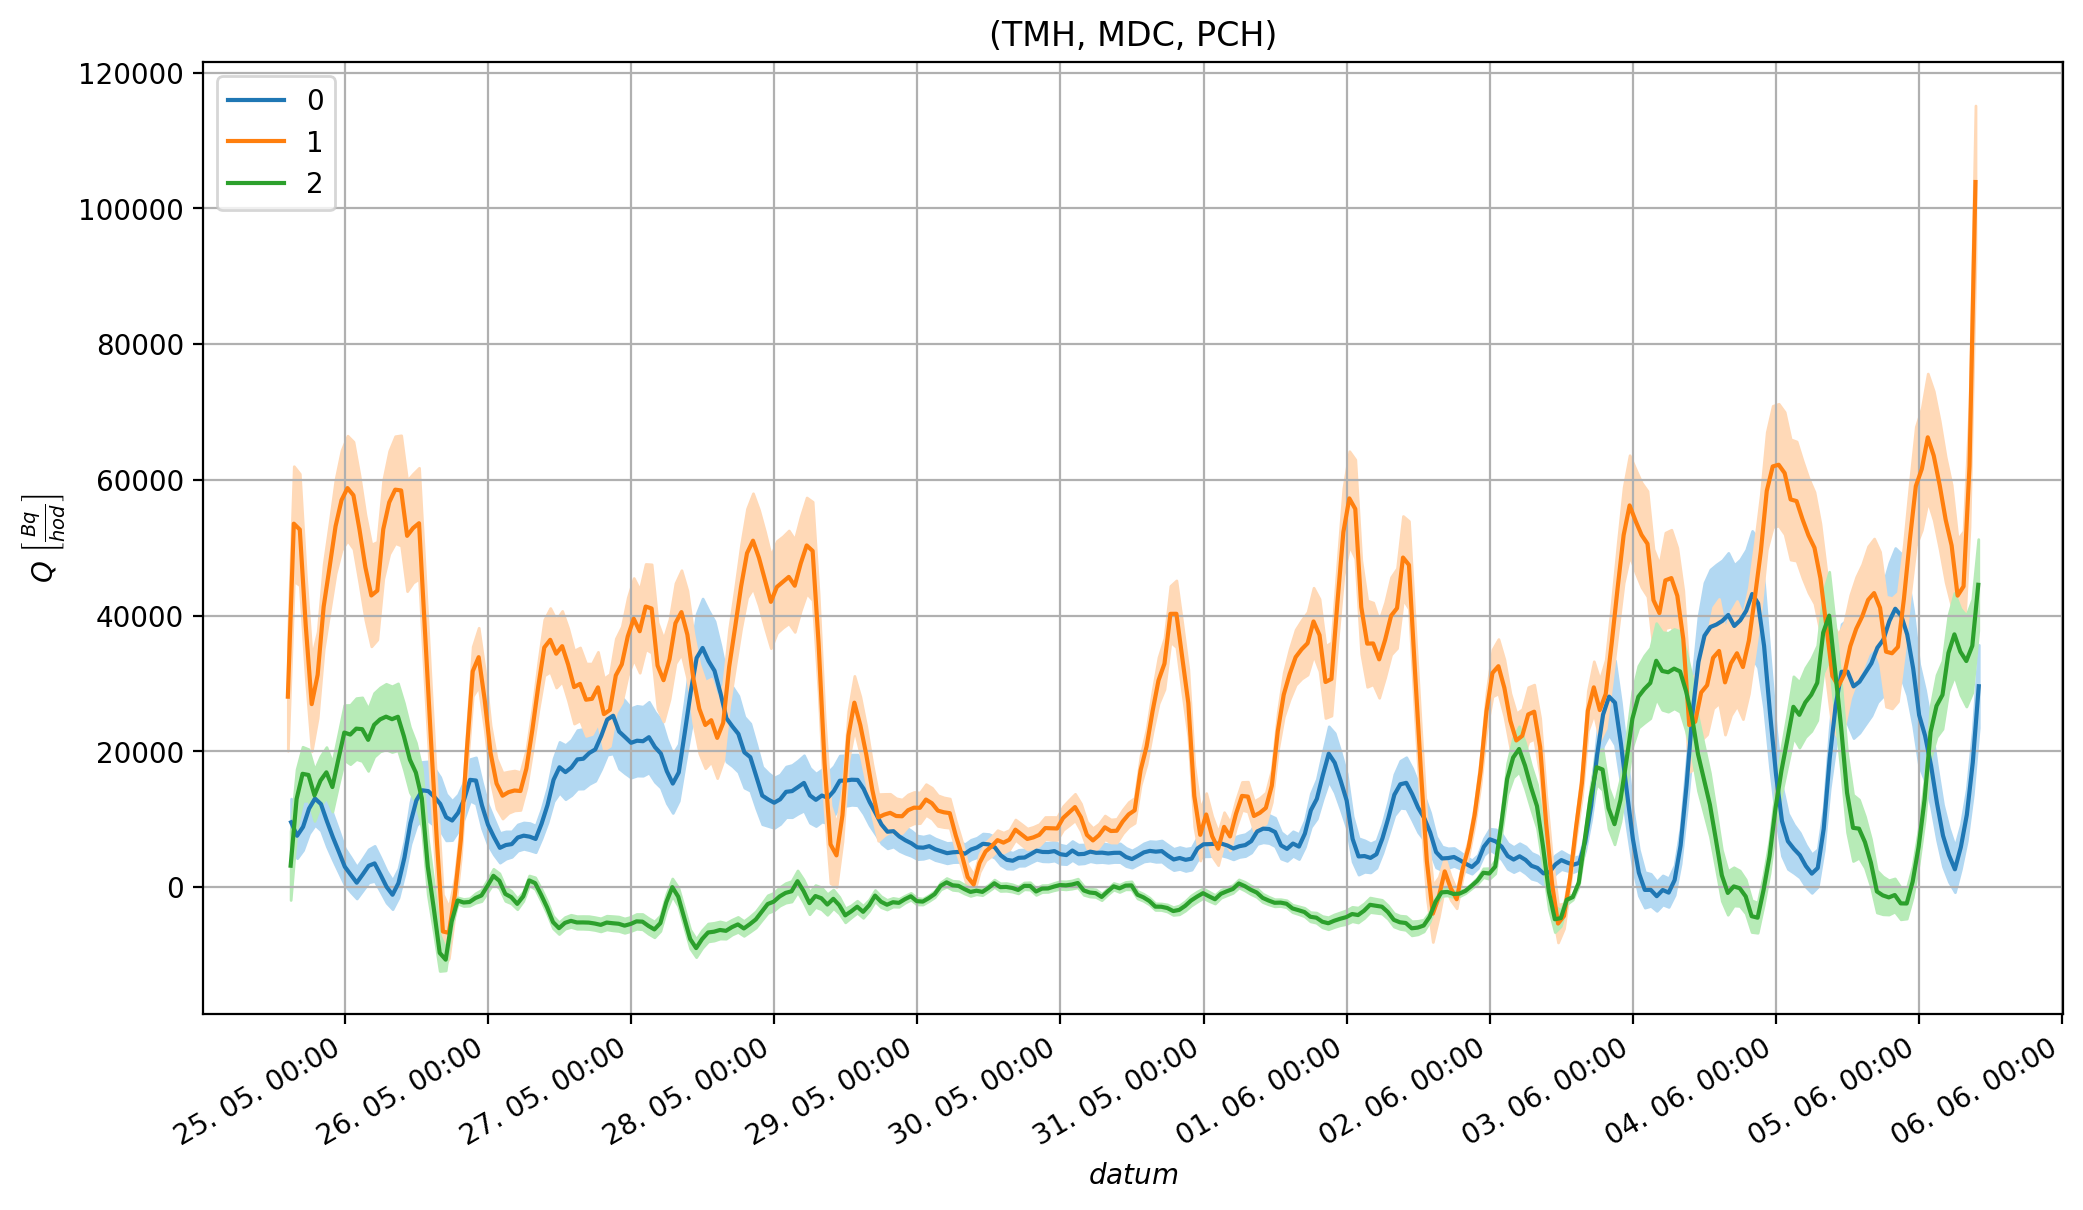 (TMH, MDC, PCH)
120000
100000
80000
60000
40000
20000
0
0
1
2
Q [Bq/hod]
25. 05. 00:00
26. 05. 00:00
27. 05. 00:00
28. 05. 00:00
29. 05. 00:00
30. 05. 00:00
31. 05. 00:00
01. 06. 00:00
02. 06. 00:00
03. 06. 00:00
04. 06. 00:00
05. 06. 00:00
06. 06. 00:00
datum